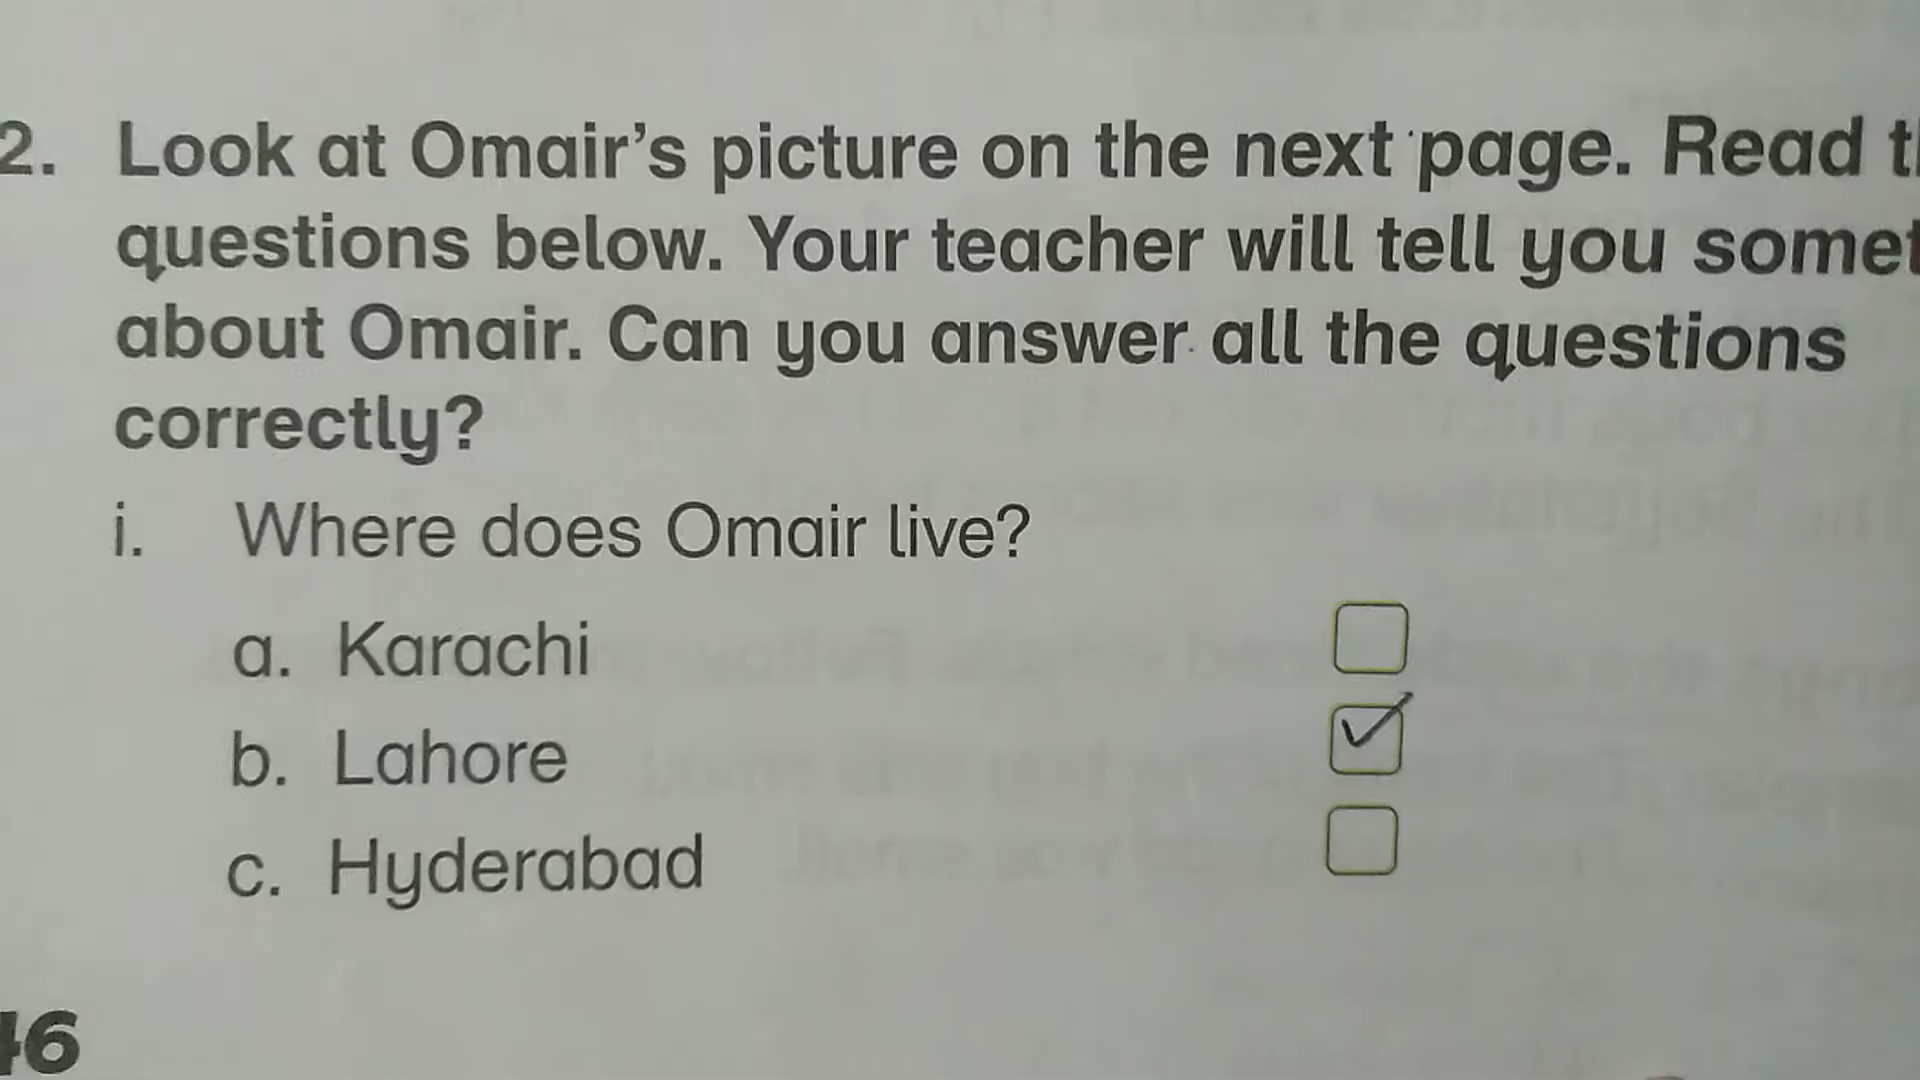 2. Look at Omair's picture on the next page. Read
questions below. Your teacher will tell you
about Omair. Can you answer all the questions
correctly?
i. Where does Omair live?
a. Karachi
b. Lahore
c. Hyderabad